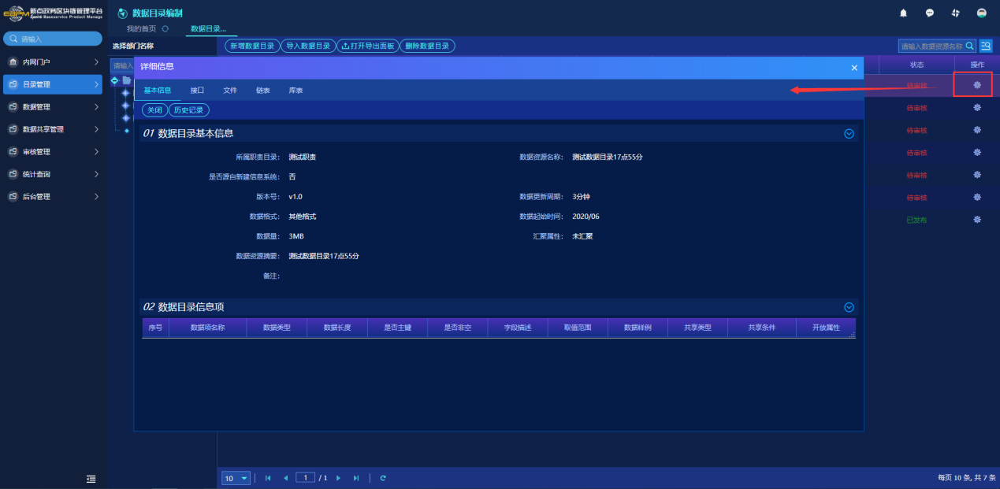 新点政务区块链管理平台
Epoint Baseservice Product Manage
数据目录编制
我的首页
数据目录...
请输入
选择部门名称
新增数据目录
导入数据目录
打开导出面板
删除数据目录
请输入数据资源名称
内网门户
目录管理
数据管理
数据共享管理
审核管理
统计查询
后台管理
请输入
状态
操作
待审核
待审核
待审核
待审核
待审核
待审核
已发布
详细信息
基本信息 接口 文件 链表 库表
关闭 历史记录
01 数据目录基本信息
所属职责目录： 测试职责 数据资源名称： 测试数据目录17点55分
是否源自新建信息系统： 否
版本号： v1.0 数据更新周期： 3分钟
数据格式： 其他格式 数据起始时间： 2020/06
数据量： 3MB 汇聚属性： 未汇聚
数据资源摘要： 测试数据目录17点55分
备注：
02 数据目录信息项
序号 数据项名称 数据类型 数据长度 是否主键 是否非空 字段描述 取值范围 数据样例 共享类型 共享条件 开放属性
10 1 / 1 每页 10 条, 共 7 条